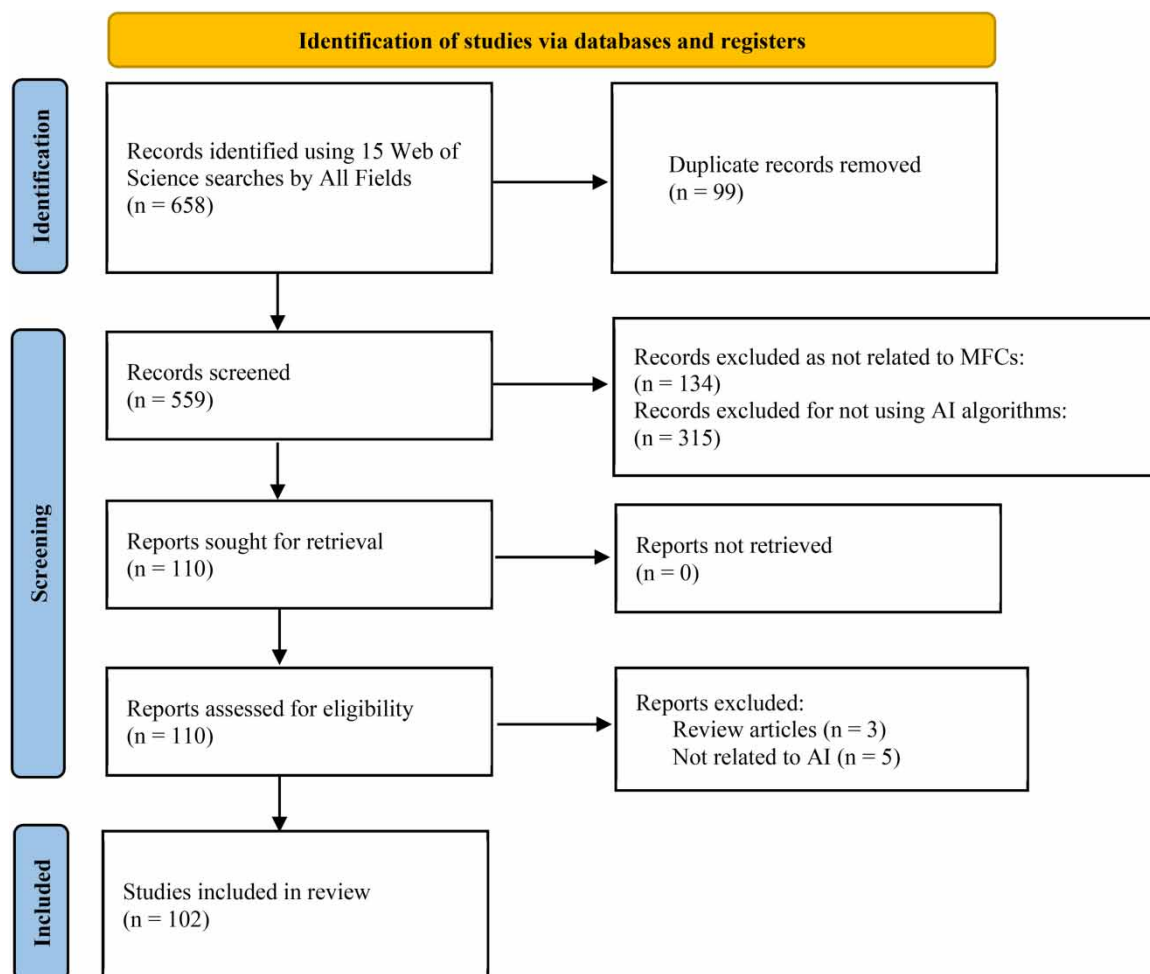 Identification of studies via databases and registers
Identification
Records identified using 15 Web of
Science searches by All Fields
(n = 658)
Duplicate records removed
(n = 99)
Screening
Records screened
(n = 559)
Records excluded as not related to MFCs:
(n = 134)
Records excluded for not using AI algorithms:
(n = 315)
Reports sought for retrieval
(n = 110)
Reports not retrieved
(n = 0)
Reports assessed for eligibility
(n = 110)
Reports excluded:
Review articles (n = 3)
Not related to AI (n = 5)
Included
Studies included in review
(n = 102)